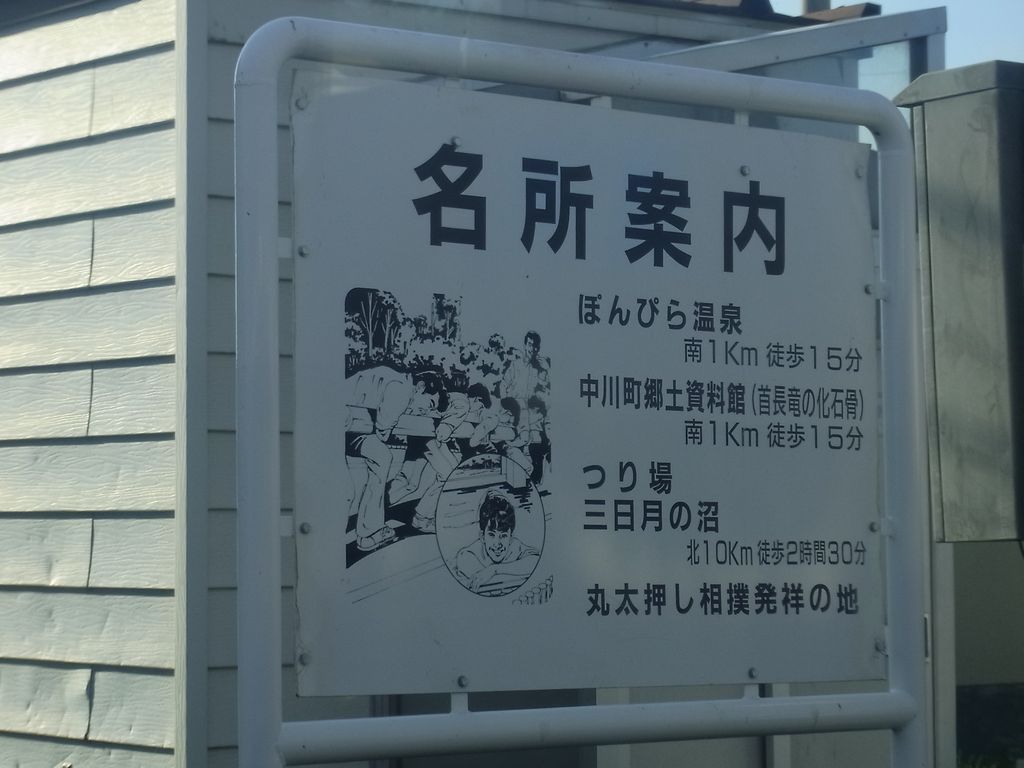 名所案内
ぽんぴら温泉
南1Km 徒歩15分
中川町郷土資料館(首長竜の化石骨)
南1Km 徒歩15分
つり場
三日月の沼
北10Km 徒歩2時間30分
丸太押し相撲発祥の地